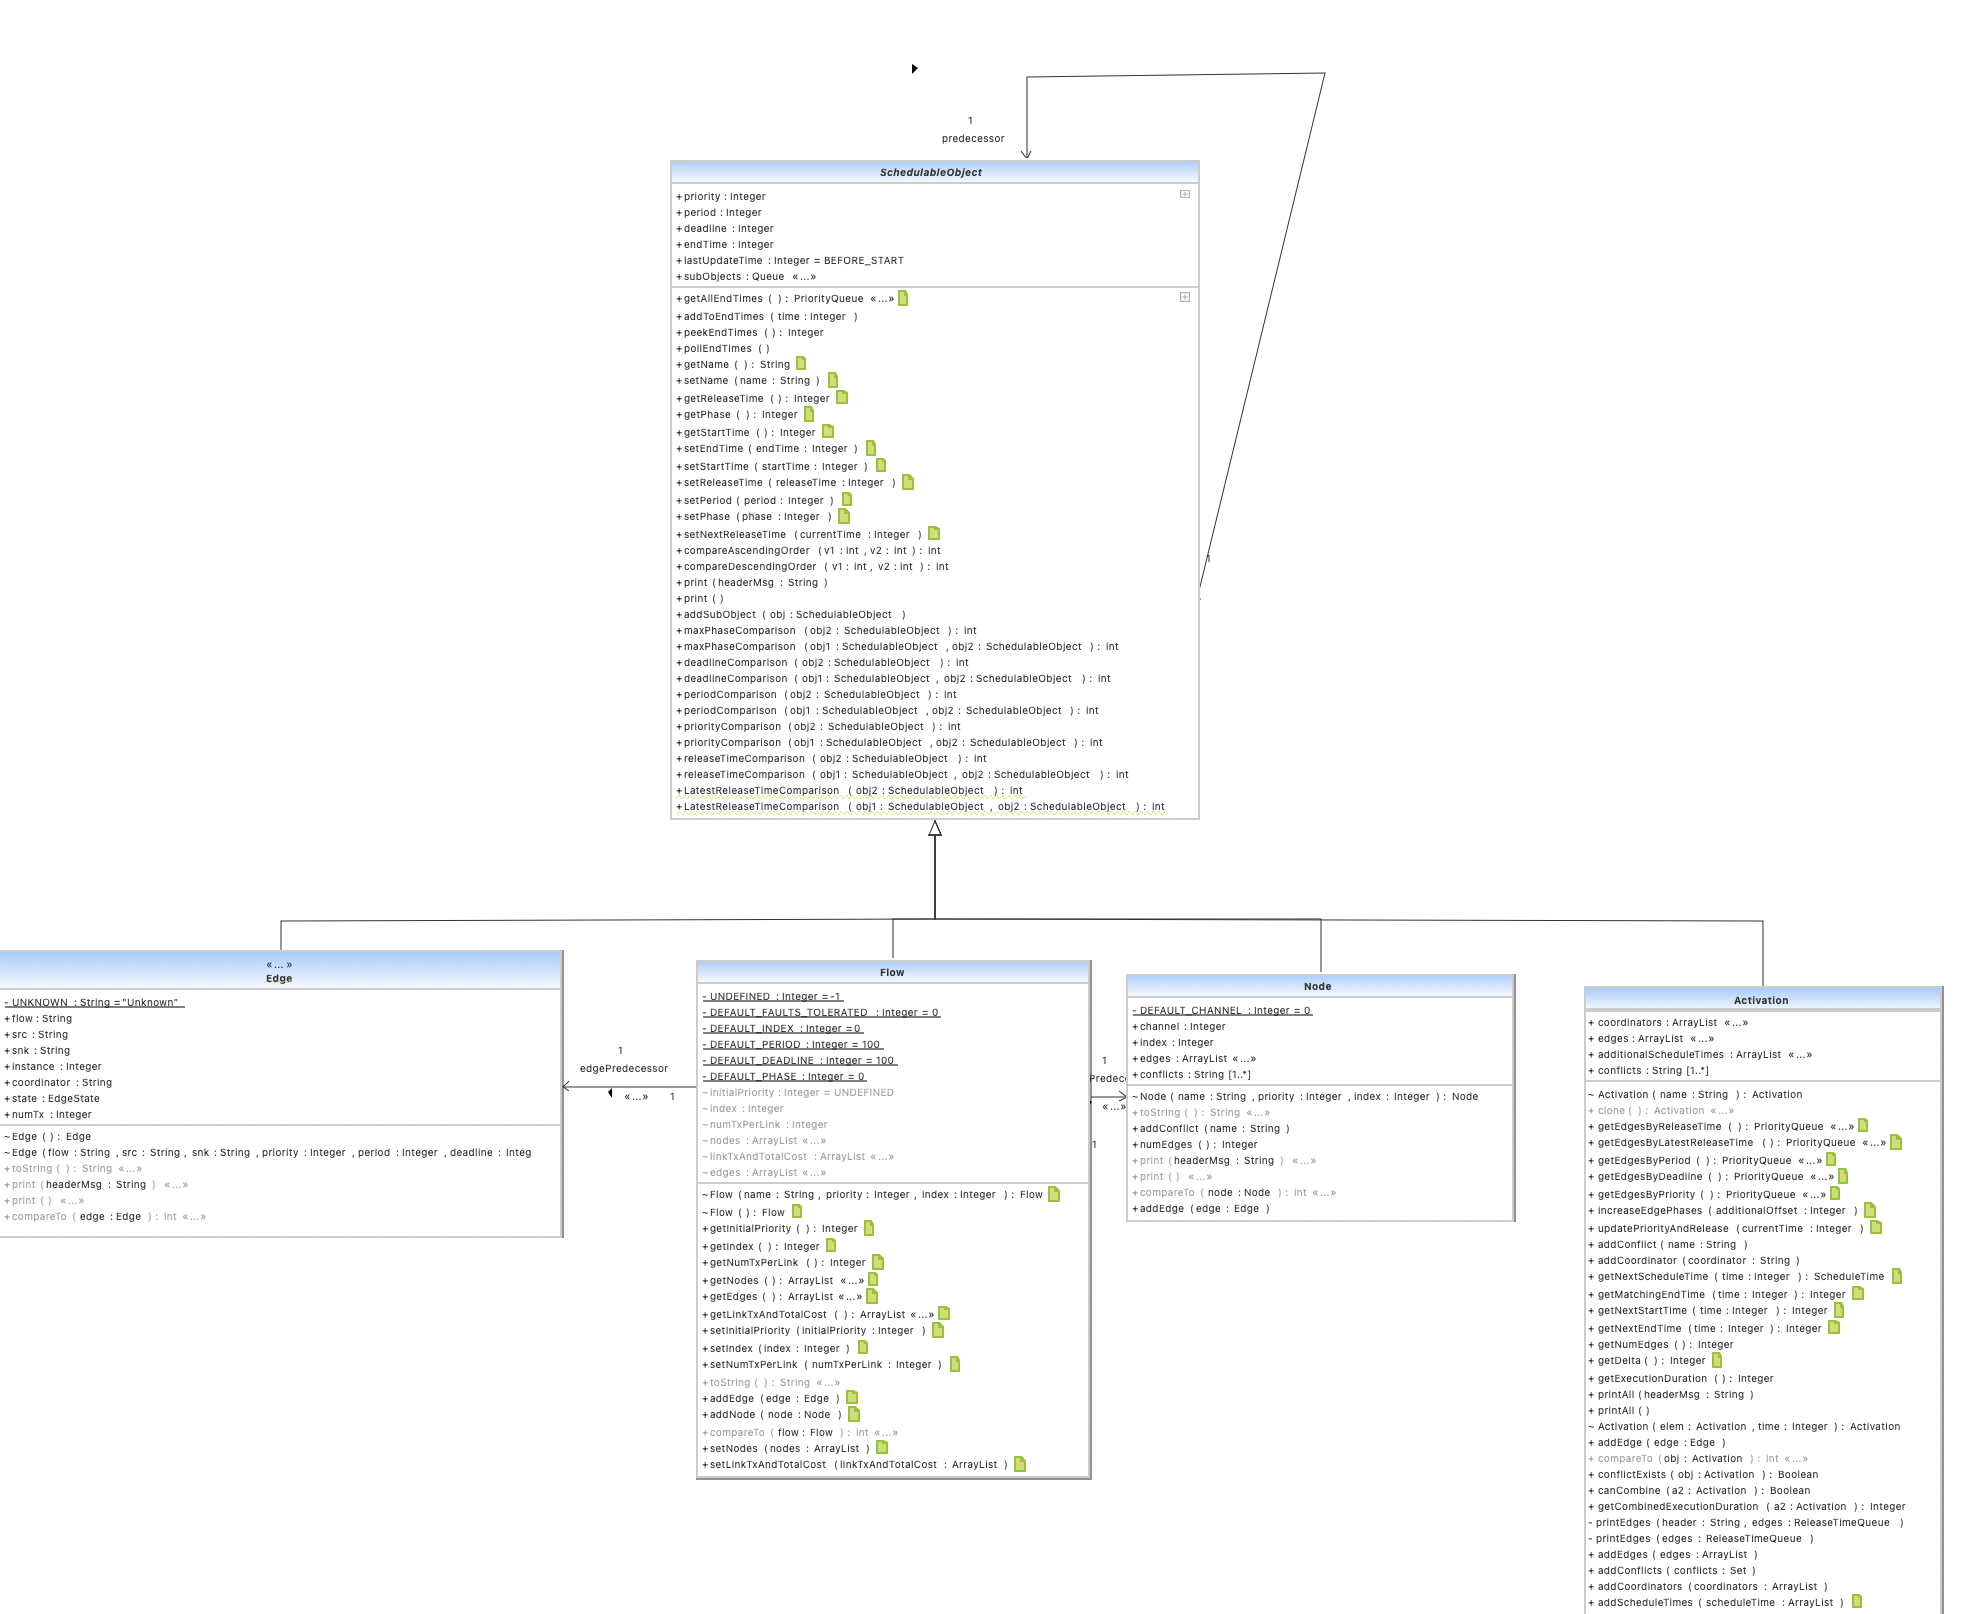 1
predecessor
SchedulableObject
+ priority : Integer
+ period : Integer
+ deadline : Integer
+ endTime : Integer
+ lastUpdateTime : Integer = BEFORE_START
+ subObjects : Queue «...»
+ getAllEndTimes ( ) : PriorityQueue «...»
+ addToEndTimes ( time : Integer )
+ peekEndTimes ( ) : Integer
+ pollEndTimes ( )
+ getName ( ) : String
+ setName ( name : String )
+ getReleaseTime ( ) : Integer
+ getPhase ( ) : Integer
+ getStartTime ( ) : Integer
+ setEndTime ( endTime : Integer )
+ setStartTime ( startTime : Integer )
+ setReleaseTime ( releaseTime : Integer )
+ setPeriod ( period : Integer )
+ setPhase ( phase : Integer )
+ setNextReleaseTime ( currentTime : Integer )
+ compareAscendingOrder ( v1 : int , v2 : int ) : int
1
+ compareDescendingOrder ( v1 : int , v2 : int ) : int
+ print ( headerMsg : String )
+ print ( )
+ addSubObject ( obj : SchedulableObject )
+ maxPhaseComparison ( obj2 : SchedulableObject ) : int
+ maxPhaseComparison ( obj1 : SchedulableObject , obj2 : SchedulableObject ) : int
+ deadlineComparison ( obj2 : SchedulableObject ) : int
+ deadlineComparison ( obj1 : SchedulableObject , obj2 : SchedulableObject ) : int
+ periodComparison ( obj2 : SchedulableObject ) : int
+ periodComparison ( obj1 : SchedulableObject , obj2 : SchedulableObject ) : int
+ priorityComparison ( obj2 : SchedulableObject ) : int
+ priorityComparison ( obj1 : SchedulableObject , obj2 : SchedulableObject ) : int
+ releaseTimeComparison ( obj2 : SchedulableObject ) : int
+ releaseTimeComparison ( obj1 : SchedulableObject , obj2 : SchedulableObject ) : int
+ LatestReleaseTimeComparison ( obj2 : SchedulableObject ) : int
+ LatestReleaseTimeComparison ( obj1 : SchedulableObject , obj2 : SchedulableObject ) : int
«...»
Edge
- UNKNOWN : String = "Unknown"
+ flow : String
+ src : String
+ snk : String
+ instance : Integer
+ coordinator : String
+ state : EdgeState
+ numTx : Integer
~ Edge ( ) : Edge
~ Edge ( flow : String , src : String , snk : String , priority : Integer , period : Integer , deadline : Integ
+ toString ( ) : String «...»
+ print ( headerMsg : String ) «...»
+ print ( ) «...»
+ compareTo ( edge : Edge ) : int «...»
1
edgePredecessor
«...» 1
Flow
- UNDEFINED : Integer = -1
- DEFAULT_FAULTS_TOLERATED : Integer = 0
- DEFAULT_INDEX : Integer = 0
- DEFAULT_PERIOD : Integer = 100
- DEFAULT_DEADLINE : Integer = 100
- DEFAULT_PHASE : Integer = 0
~ initialPriority : Integer = UNDEFINED
~ index : Integer
~ numTxPerLink : Integer
~ nodes : ArrayList «...»
~ linkTxAndTotalCost : ArrayList «...»
~ edges : ArrayList «...»
~ Flow ( name : String , priority : Integer , index : Integer ) : Flow
~ Flow ( ) : Flow
+ getInitialPriority ( ) : Integer
+ getIndex ( ) : Integer
+ getNumTxPerLink ( ) : Integer
+ getNodes ( ) : ArrayList «...»
+ getEdges ( ) : ArrayList «...»
+ getLinkTxAndTotalCost ( ) : ArrayList «...»
+ setInitialPriority ( initialPriority : Integer )
+ setIndex ( index : Integer )
+ setNumTxPerLink ( numTxPerLink : Integer )
+ toString ( ) : String «...»
+ addEdge ( edge : Edge )
+ addNode ( node : Node )
+ compareTo ( flow : Flow ) : int «...»
+ setNodes ( nodes : ArrayList )
+ setLinkTxAndTotalCost ( linkTxAndTotalCost : ArrayList )
1
Predec
«...»
1
Node
- DEFAULT_CHANNEL : Integer = 0
+ channel : Integer
+ index : Integer
+ edges : ArrayList «...»
+ conflicts : String [1..*]
~ Node ( name : String , priority : Integer , index : Integer ) : Node
+ toString ( ) : String «...»
+ addConflict ( name : String )
+ numEdges ( ) : Integer
+ print ( headerMsg : String ) «...»
+ print ( ) «...»
+ compareTo ( node : Node ) : int «...»
+ addEdge ( edge : Edge )
Activation
+ coordinators : ArrayList «...»
+ edges : ArrayList «...»
+ additionalScheduleTimes : ArrayList «...»
+ conflicts : String [1..*]
~ Activation ( name : String ) : Activation
+ clone ( ) : Activation «...»
+ getEdgesByReleaseTime ( ) : PriorityQueue «...»
+ getEdgesByLatestReleaseTime ( ) : PriorityQueue «...»
+ getEdgesByPeriod ( ) : PriorityQueue «...»
+ getEdgesByDeadline ( ) : PriorityQueue «...»
+ getEdgesByPriority ( ) : PriorityQueue «...»
+ increaseEdgePhases ( additionalOffset : Integer )
+ updatePriorityAndRelease ( currentTime : Integer )
+ addConflict ( name : String )
+ addCoordinator ( coordinator : String )
+ getNextScheduleTime ( time : Integer ) : ScheduleTime
+ getMatchingEndTime ( time : Integer ) : Integer
+ getNextStartTime ( time : Integer ) : Integer
+ getNextEndTime ( time : Integer ) : Integer
+ getNumEdges ( ) : Integer
+ getDelta ( ) : Integer
+ getExecutionDuration ( ) : Integer
+ printAll ( headerMsg : String )
+ printAll ( )
~ Activation ( elem : Activation , time : Integer ) : Activation
+ addEdge ( edge : Edge )
+ compareTo ( obj : Activation ) : int «...»
+ conflictExists ( obj : Activation ) : Boolean
+ canCombine ( a2 : Activation ) : Boolean
+ getCombinedExecutionDuration ( a2 : Activation ) : Integer
- printEdges ( header : String , edges : ReleaseTimeQueue )
- printEdges ( edges : ReleaseTimeQueue )
+ addEdges ( edges : ArrayList )
+ addConflicts ( conflicts : Set )
+ addCoordinators ( coordinators : ArrayList )
+ addScheduleTimes ( scheduleTime : ArrayList )